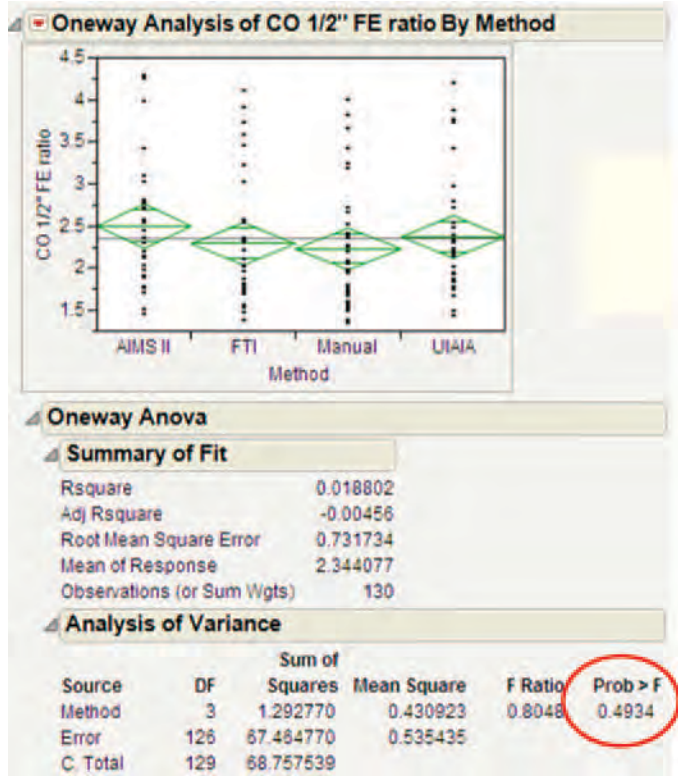 Oneway Analysis of CO 1/2" FE ratio By Method
4.5
4
3.5
3
2.5
2
1.5
CO 1/2" FE ratio
AIMS II FTI Manual UIAIA
Method
Oneway Anova
Summary of Fit
Rsquare 0.018802
Adj Rsquare -0.00456
Root Mean Square Error 0.731734
Mean of Response 2.344077
Observations (or Sum Wgts) 130
Analysis of Variance
Sum of
Source DF Squares Mean Square F Ratio Prob > F
Method 3 1.292770 0.430923 0.8048 0.4934
Error 126 67.464770 0.535435
C. Total 129 68.757539